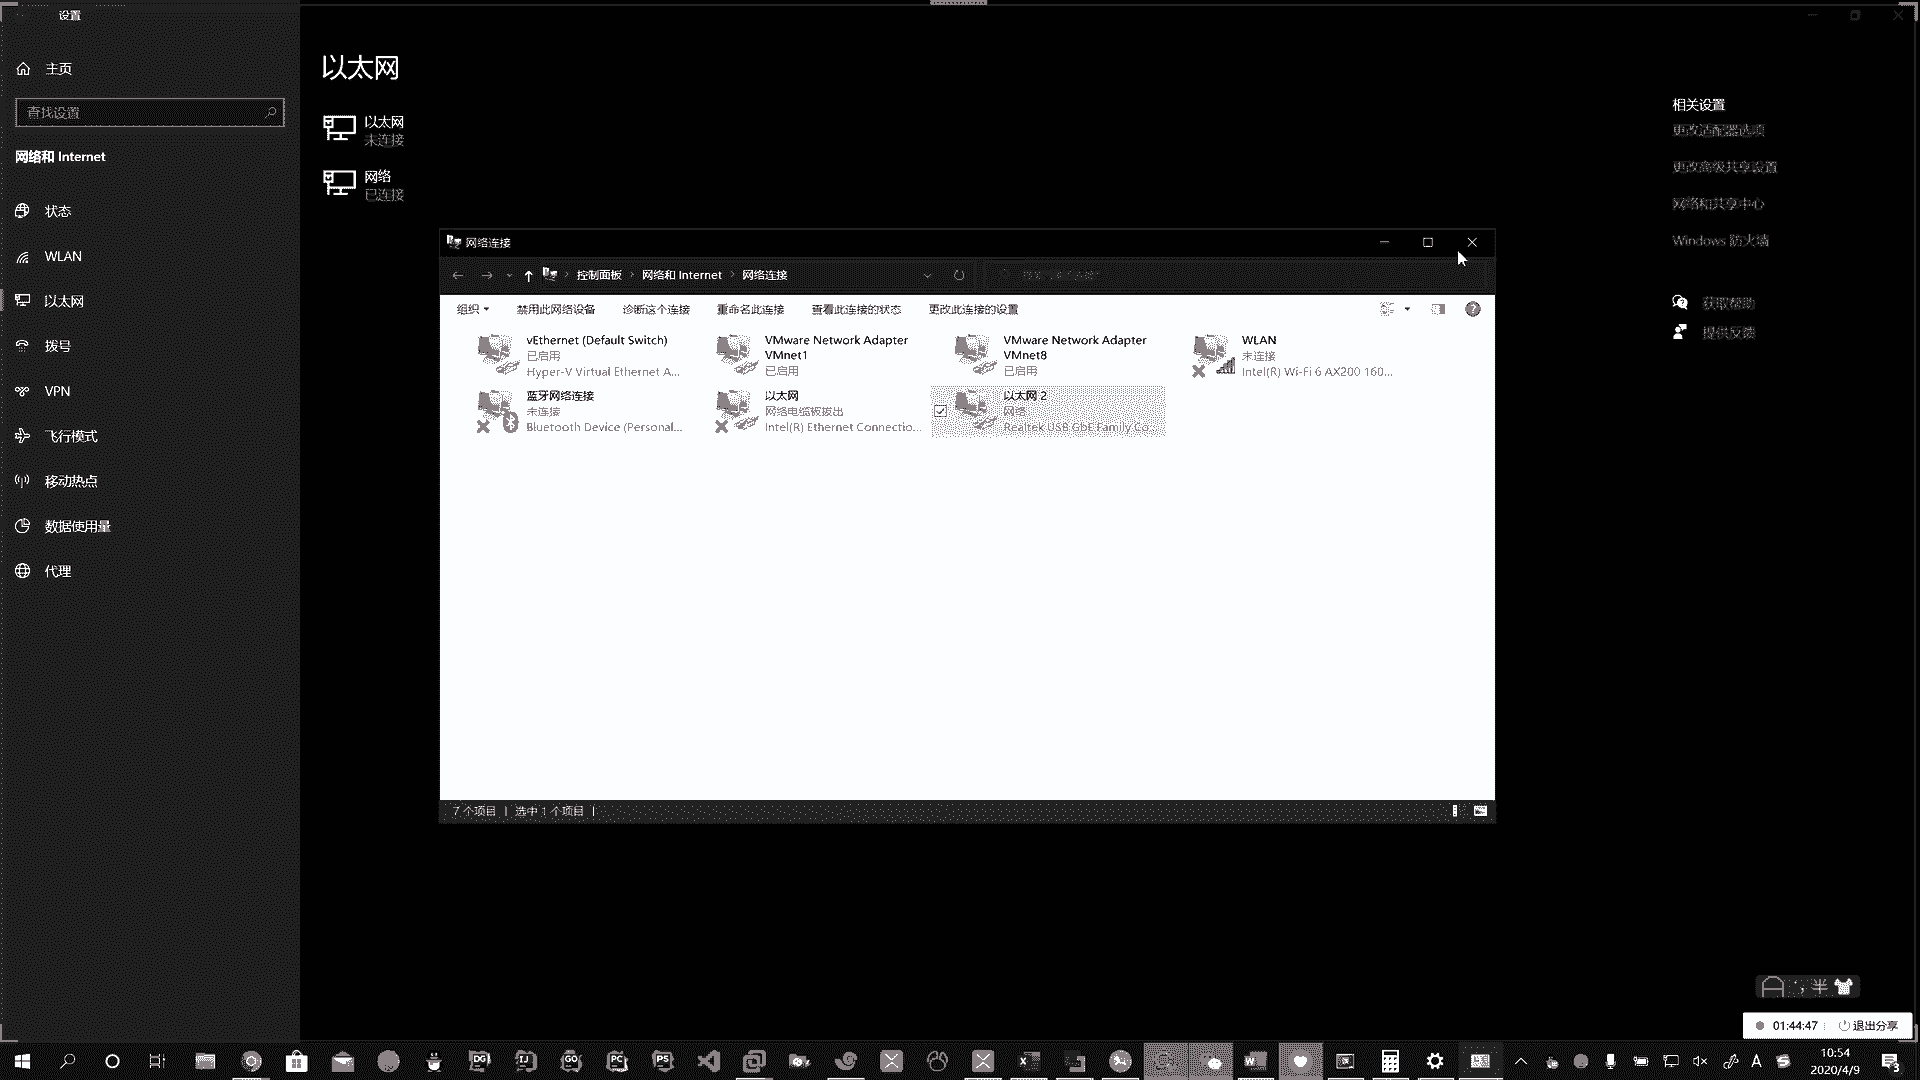 设置
主页
查找设置
网络和 Internet
状态
WLAN
以太网
拨号
VPN
飞行模式
移动热点
数据使用量
代理
以太网
以太网
未连接
网络
已连接
相关设置
更改适配器选项
更改高级共享设置
网络和共享中心
Windows 防火墙
获取帮助
提供反馈
网络连接
控制面板 › 网络和 Internet › 网络连接
组织 禁用此网络设备 诊断这个连接 重命名此连接 查看此连接的状态 更改此连接的设置
vEthernet (Default Switch)
已启用
Hyper-V Virtual Ethernet A...
VMware Network Adapter
VMnet1
已启用
VMware Network Adapter
VMnet8
已启用
WLAN
未连接
Intel(R) Wi-Fi 6 AX200 160...
蓝牙网络连接
未连接
Bluetooth Device (Personal...
以太网
网络电缆被拔出
Intel(R) Ethernet Connectio...
以太网 2
网络
Realtek USB GbE Family Co...
7 个项目 | 选中 1 个项目 |
半
01:44:47 退出分享
DG IJ GO PC PS
A
10:54
2020/4/9
3